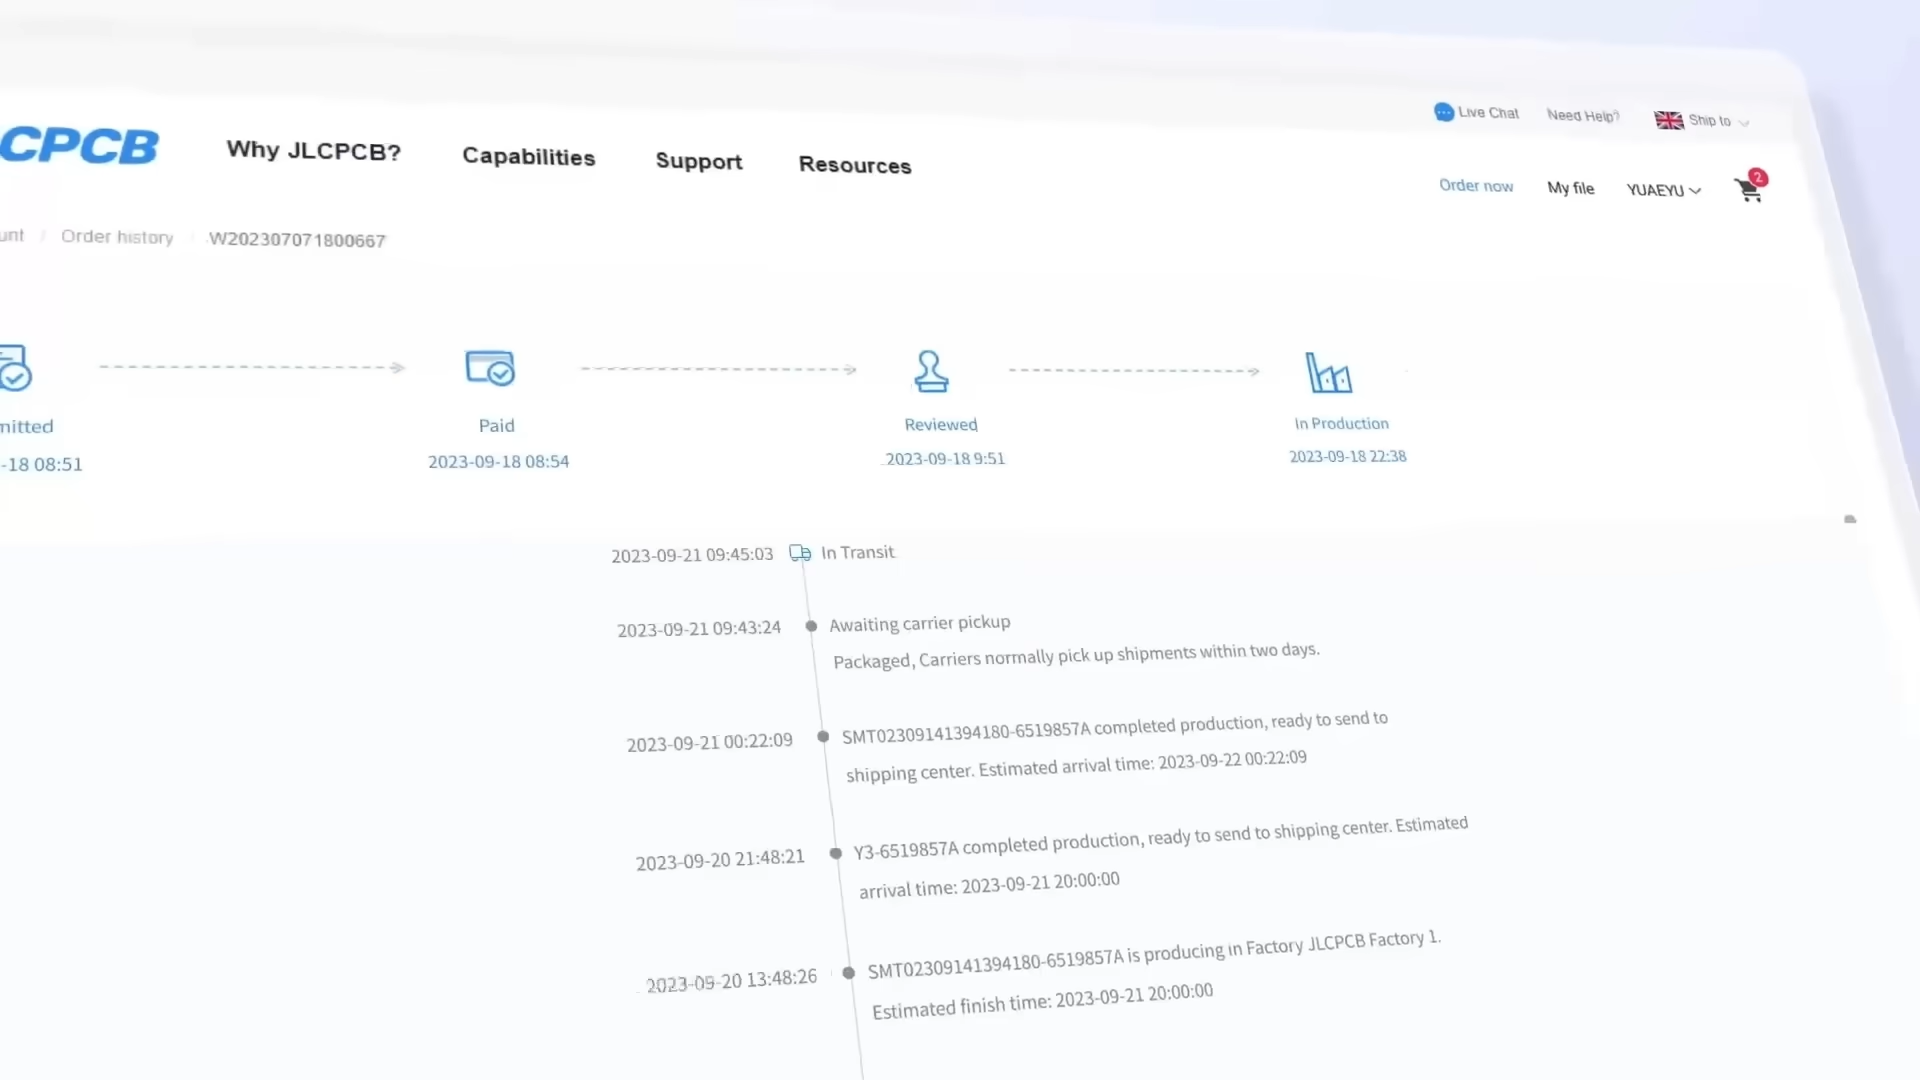 Live Chat Need Help? Ship to
CPCB Why JLCPCB? Capabilities Support Resources
Order now My file YUAEYU 2
unt / Order history / W202307071800667
mitted Paid Reviewed In Production
-18 08:51 2023-09-18 08:54 2023-09-18 9:51 2023-09-18 22:38
2023-09-21 09:45:03 In Transit
2023-09-21 09:43:24 Awaiting carrier pickup
Packaged, Carriers normally pick up shipments within two days.
2023-09-21 00:22:09 SMT02309141394180-6519857A completed production, ready to send to
shipping center. Estimated arrival time: 2023-09-22 00:22:09
2023-09-20 21:48:21 Y3-6519857A completed production, ready to send to shipping center. Estimated
arrival time: 2023-09-21 20:00:00
2023-09-20 13:48:26 SMT02309141394180-6519857A is producing in Factory JLCPCB Factory 1.
Estimated finish time: 2023-09-21 20:00:00